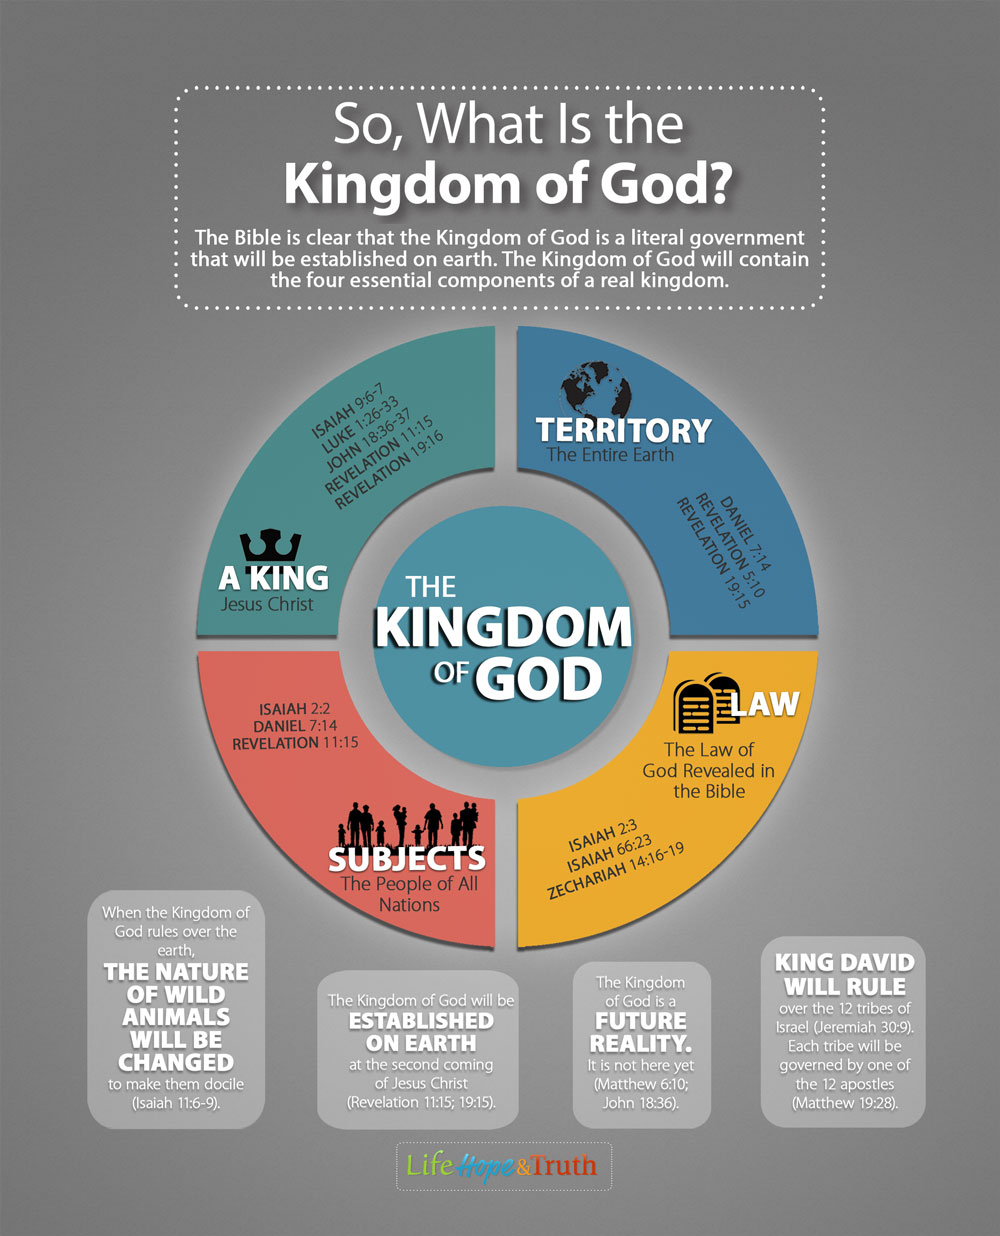 So, What Is the
Kingdom of God?
The Bible is clear that the Kingdom of God is a literal government
that will be established on earth. The Kingdom of God will contain
the four essential components of a real kingdom.
ISAIAH 9:6-7
LUKE 1:26-33
JOHN 18:36-37
REVELATION 11:15
REVELATION 19:16
A KING
Jesus Christ
TERRITORY
The Entire Earth
DANIEL 7:14
REVELATION 5:10
REVELATION 19:15
THE
KINGDOM
OF GOD
ISAIAH 2:2
DANIEL 7:14
REVELATION 11:15
SUBJECTS
The People of All
Nations
LAW
The Law of
God Revealed in
the Bible
ISAIAH 2:3
ISAIAH 66:23
ZECHARIAH 14:16-19
When the Kingdom of
God rules over the
earth,
THE NATURE
OF WILD
ANIMALS
WILL BE
CHANGED
to make them docile
(Isaiah 11:6-9).
The Kingdom of God will be
ESTABLISHED
ON EARTH
at the second coming
of Jesus Christ
(Revelation 11:15; 19:15).
The Kingdom
of God is a
FUTURE
REALITY.
It is not here yet
(Matthew 6:10;
John 18:36).
KING DAVID
WILL RULE
over the 12 tribes of
Israel (Jeremiah 30:9).
Each tribe will be
governed by one of
the 12 apostles
(Matthew 19:28).
Life Hope & Truth